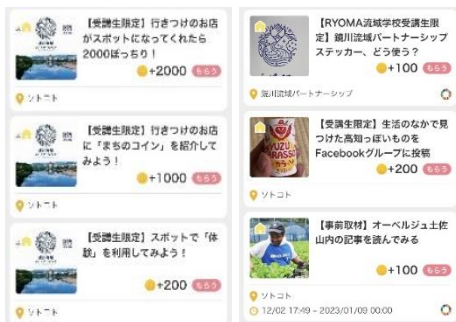 【受講生限定】行きつけのお店
がスポットになってくれたら
2000ぽっちり！
+2000 もらう
ソトコト
【受講生限定】行きつけのお店
に「まちのコイン」を紹介して
みよう！
+1000 もらう
ソトコト
【受講生限定】スポットで「体
験」を利用してみよう！
+200 もらう
ソトコト
【RYOMA流域学校受講生限
定】鏡川流域パートナーシップ
ステッカー、どう使う？
+100 もらう
鏡川流域パートナーシップ
【受講生限定】生活のなかで見
つけた高知っぽいものを
Facebookグループに投稿
+200 もらう
ソトコト
YUZU
【事前取材】オーベルジュ土佐
山内の記事を読んでみる
+100 もらう
ソトコト
12/02 17:49 - 2023/01/09 00:00